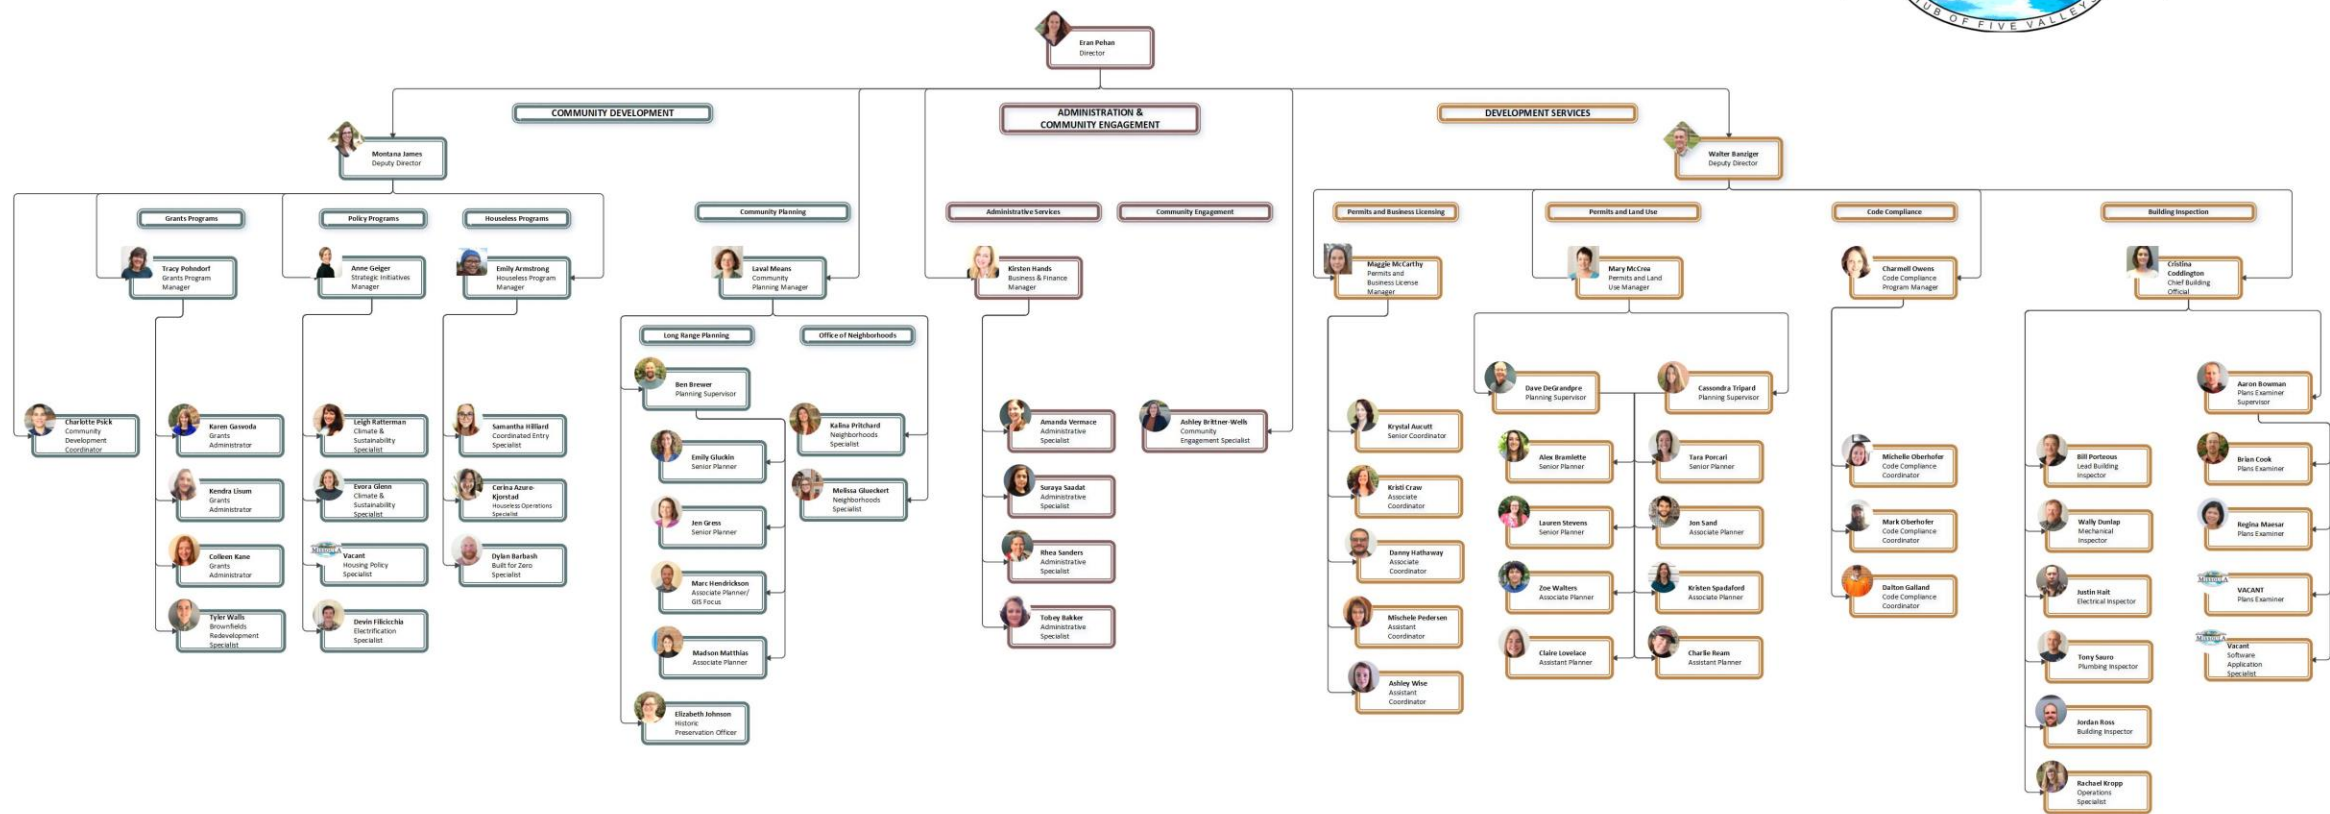 HUB OF FIVE VALLEYS
Eran Pehan
Director
COMMUNITY DEVELOPMENT
ADMINISTRATION &
COMMUNITY ENGAGEMENT
DEVELOPMENT SERVICES
Montana James
Deputy Director
Walter Banziger
Deputy Director
Grants Programs
Policy Programs
Houseless Programs
Community Planning
Administrative Services
Community Engagement
Permits and Business Licensing
Permits and Land Use
Code Compliance
Building Inspection
Tracy Pohndorf
Grants Program
Manager
Anne Geiger
Strategic Initiatives
Manager
Emily Armstrong
Houseless Program
Manager
Laval Means
Community
Planning Manager
Kirsten Hands
Business & Finance
Manager
Maggie McCarthy
Permits and
Business License
Manager
Mary McCrea
Permits and Land
Use Manager
Charmell Owens
Code Compliance
Program Manager
Cristina
Coddington
Chief Building
Official
Charlotte Psick
Community
Development
Coordinator
Karen Gasvoda
Grants
Administrator
Kendra Lisum
Grants
Administrator
Colleen Kane
Grants
Administrator
Tyler Walls
Brownfields
Redevelopment
Specialist
Leigh Ratterman
Climate &
Sustainability
Specialist
Evora Glenn
Climate &
Sustainability
Specialist
MISSOULA
Vacant
Housing Policy
Specialist
Devin Filicicchia
Electrification
Specialist
Samantha Hilliard
Coordinated Entry
Specialist
Cerina Azure-
Kjorstad
Houseless Operations
Specialist
Dylan Barbash
Built for Zero
Specialist
Long Range Planning
Office of Neighborhoods
Ben Brewer
Planning Supervisor
Emily Gluckin
Senior Planner
Jen Gress
Senior Planner
Marc Hendrickson
Associate Planner/
GIS Focus
Madson Matthias
Associate Planner
Elizabeth Johnson
Historic
Preservation Officer
Kalina Pritchard
Neighborhoods
Specialist
Melissa Glueckert
Neighborhoods
Specialist
Amanda Vermace
Administrative
Specialist
Suraya Saadat
Administrative
Specialist
Rhea Sanders
Administrative
Specialist
Tobey Bakker
Administrative
Specialist
Ashley Brittner-Wells
Community
Engagement Specialist
Krystal Aucutt
Senior Coordinator
Kristi Craw
Associate
Coordinator
Danny Hathaway
Associate
Coordinator
Mischele Pedersen
Assistant
Coordinator
Ashley Wise
Assistant
Coordinator
Dave DeGrandpre
Planning Supervisor
Cassondra Tripard
Planning Supervisor
Alex Bramlette
Senior Planner
Tara Porcari
Senior Planner
Lauren Stevens
Senior Planner
Jon Sand
Associate Planner
Zoe Walters
Associate Planner
Kristen Spadaford
Associate Planner
Claire Lovelace
Assistant Planner
Charlie Ream
Assistant Planner
Michelle Oberhofer
Code Compliance
Coordinator
Mark Oberhofer
Code Compliance
Coordinator
Dalton Galland
Code Compliance
Coordinator
Bill Porteous
Lead Building
Inspector
Wally Dunlap
Mechanical
Inspector
Justin Hait
Electrical Inspector
Tony Sauro
Plumbing Inspector
Jordan Ross
Building Inspector
Rachael Kropp
Operations
Specialist
Aaron Bowman
Plans Examiner
Supervisor
Brian Cook
Plans Examiner
Regina Maesar
Plans Examiner
MISSOULA
VACANT
Plans Examiner
MISSOULA
Vacant
Software
Application
Specialist